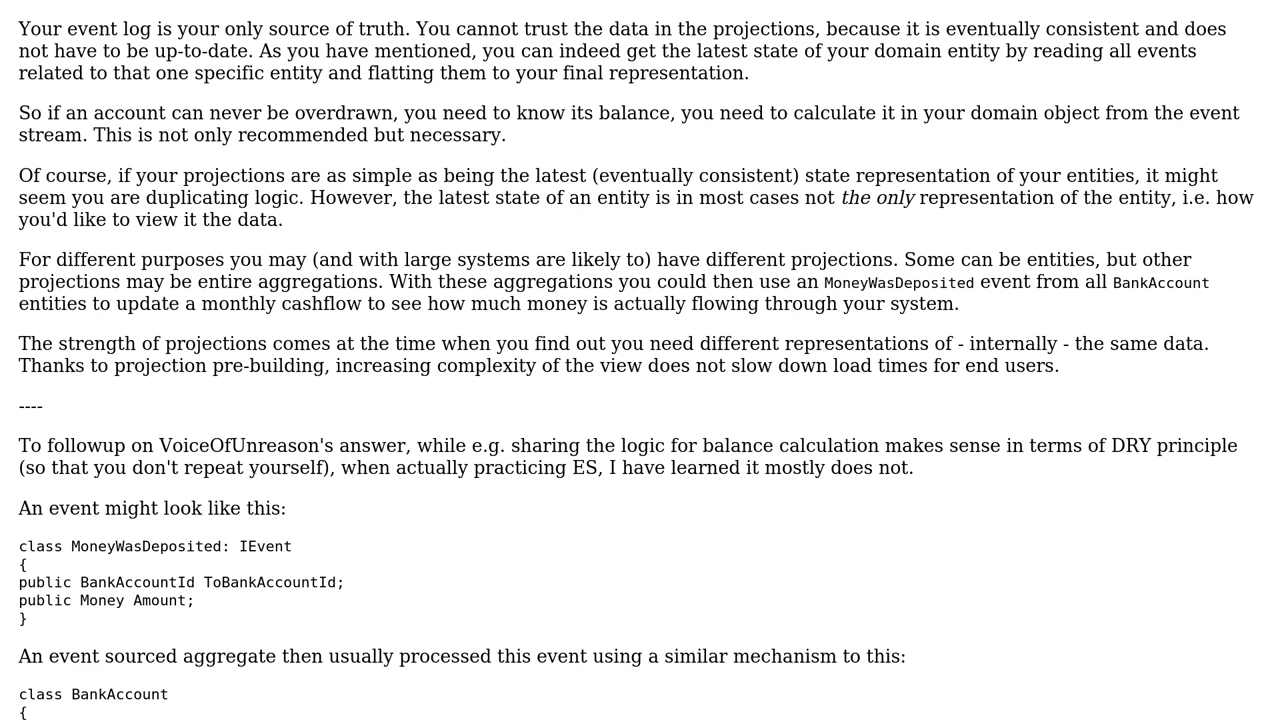 Your event log is your only source of truth. You cannot trust the data in the projections, because it is eventually consistent and does
not have to be up-to-date. As you have mentioned, you can indeed get the latest state of your domain entity by reading all events
related to that one specific entity and flatting them to your final representation.
So if an account can never be overdrawn, you need to know its balance, you need to calculate it in your domain object from the event
stream. This is not only recommended but necessary.
Of course, if your projections are as simple as being the latest (eventually consistent) state representation of your entities, it might
seem you are duplicating logic. However, the latest state of an entity is in most cases not the only representation of the entity, i.e. how
you'd like to view it the data.
For different purposes you may (and with large systems are likely to) have different projections. Some can be entities, but other
projections may be entire aggregations. With these aggregations you could then use an MoneyWasDeposited event from all BankAccount
entities to update a monthly cashflow to see how much money is actually flowing through your system.
The strength of projections comes at the time when you find out you need different representations of - internally - the same data.
Thanks to projection pre-building, increasing complexity of the view does not slow down load times for end users.
----
To followup on VoiceOfUnreason's answer, while e.g. sharing the logic for balance calculation makes sense in terms of DRY principle
(so that you don't repeat yourself), when actually practicing ES, I have learned it mostly does not.
An event might look like this:
class MoneyWasDeposited: IEvent
{
public BankAccountId ToBankAccountId;
public Money Amount;
}
An event sourced aggregate then usually processed this event using a similar mechanism to this:
class BankAccount
{